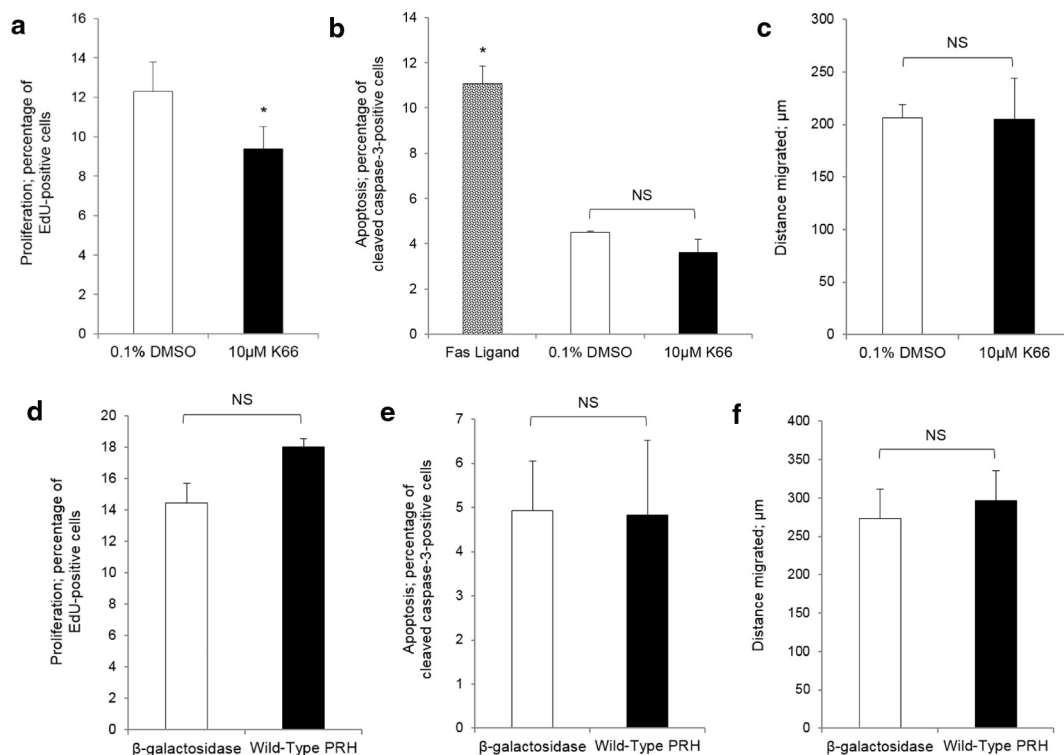 a
Proliferation; percentage of
EdU-positive cells
16
14
12
10
8
6
4
2
0
*
0.1% DMSO
10µM K66
b
Apoptosis; percentage of
cleaved caspase-3-positive cells
14
12
10
8
6
4
2
0
*
NS
Fas Ligand
0.1% DMSO
10µM K66
c
Distance migrated; µm
300
250
200
150
100
50
0
NS
0.1% DMSO
10µM K66
d
Proliferation; percentage of
EdU-positive cells
20
18
16
14
12
10
8
6
4
2
0
NS
β-galactosidase
Wild-Type PRH
e
Apoptosis; percentage of
cleaved caspase-3-positive cells
7
6
5
4
3
2
1
0
NS
β-galactosidase
Wild-Type PRH
f
Distance migrated; µm
400
350
300
250
200
150
100
50
0
NS
β-galactosidase
Wild-Type PRH